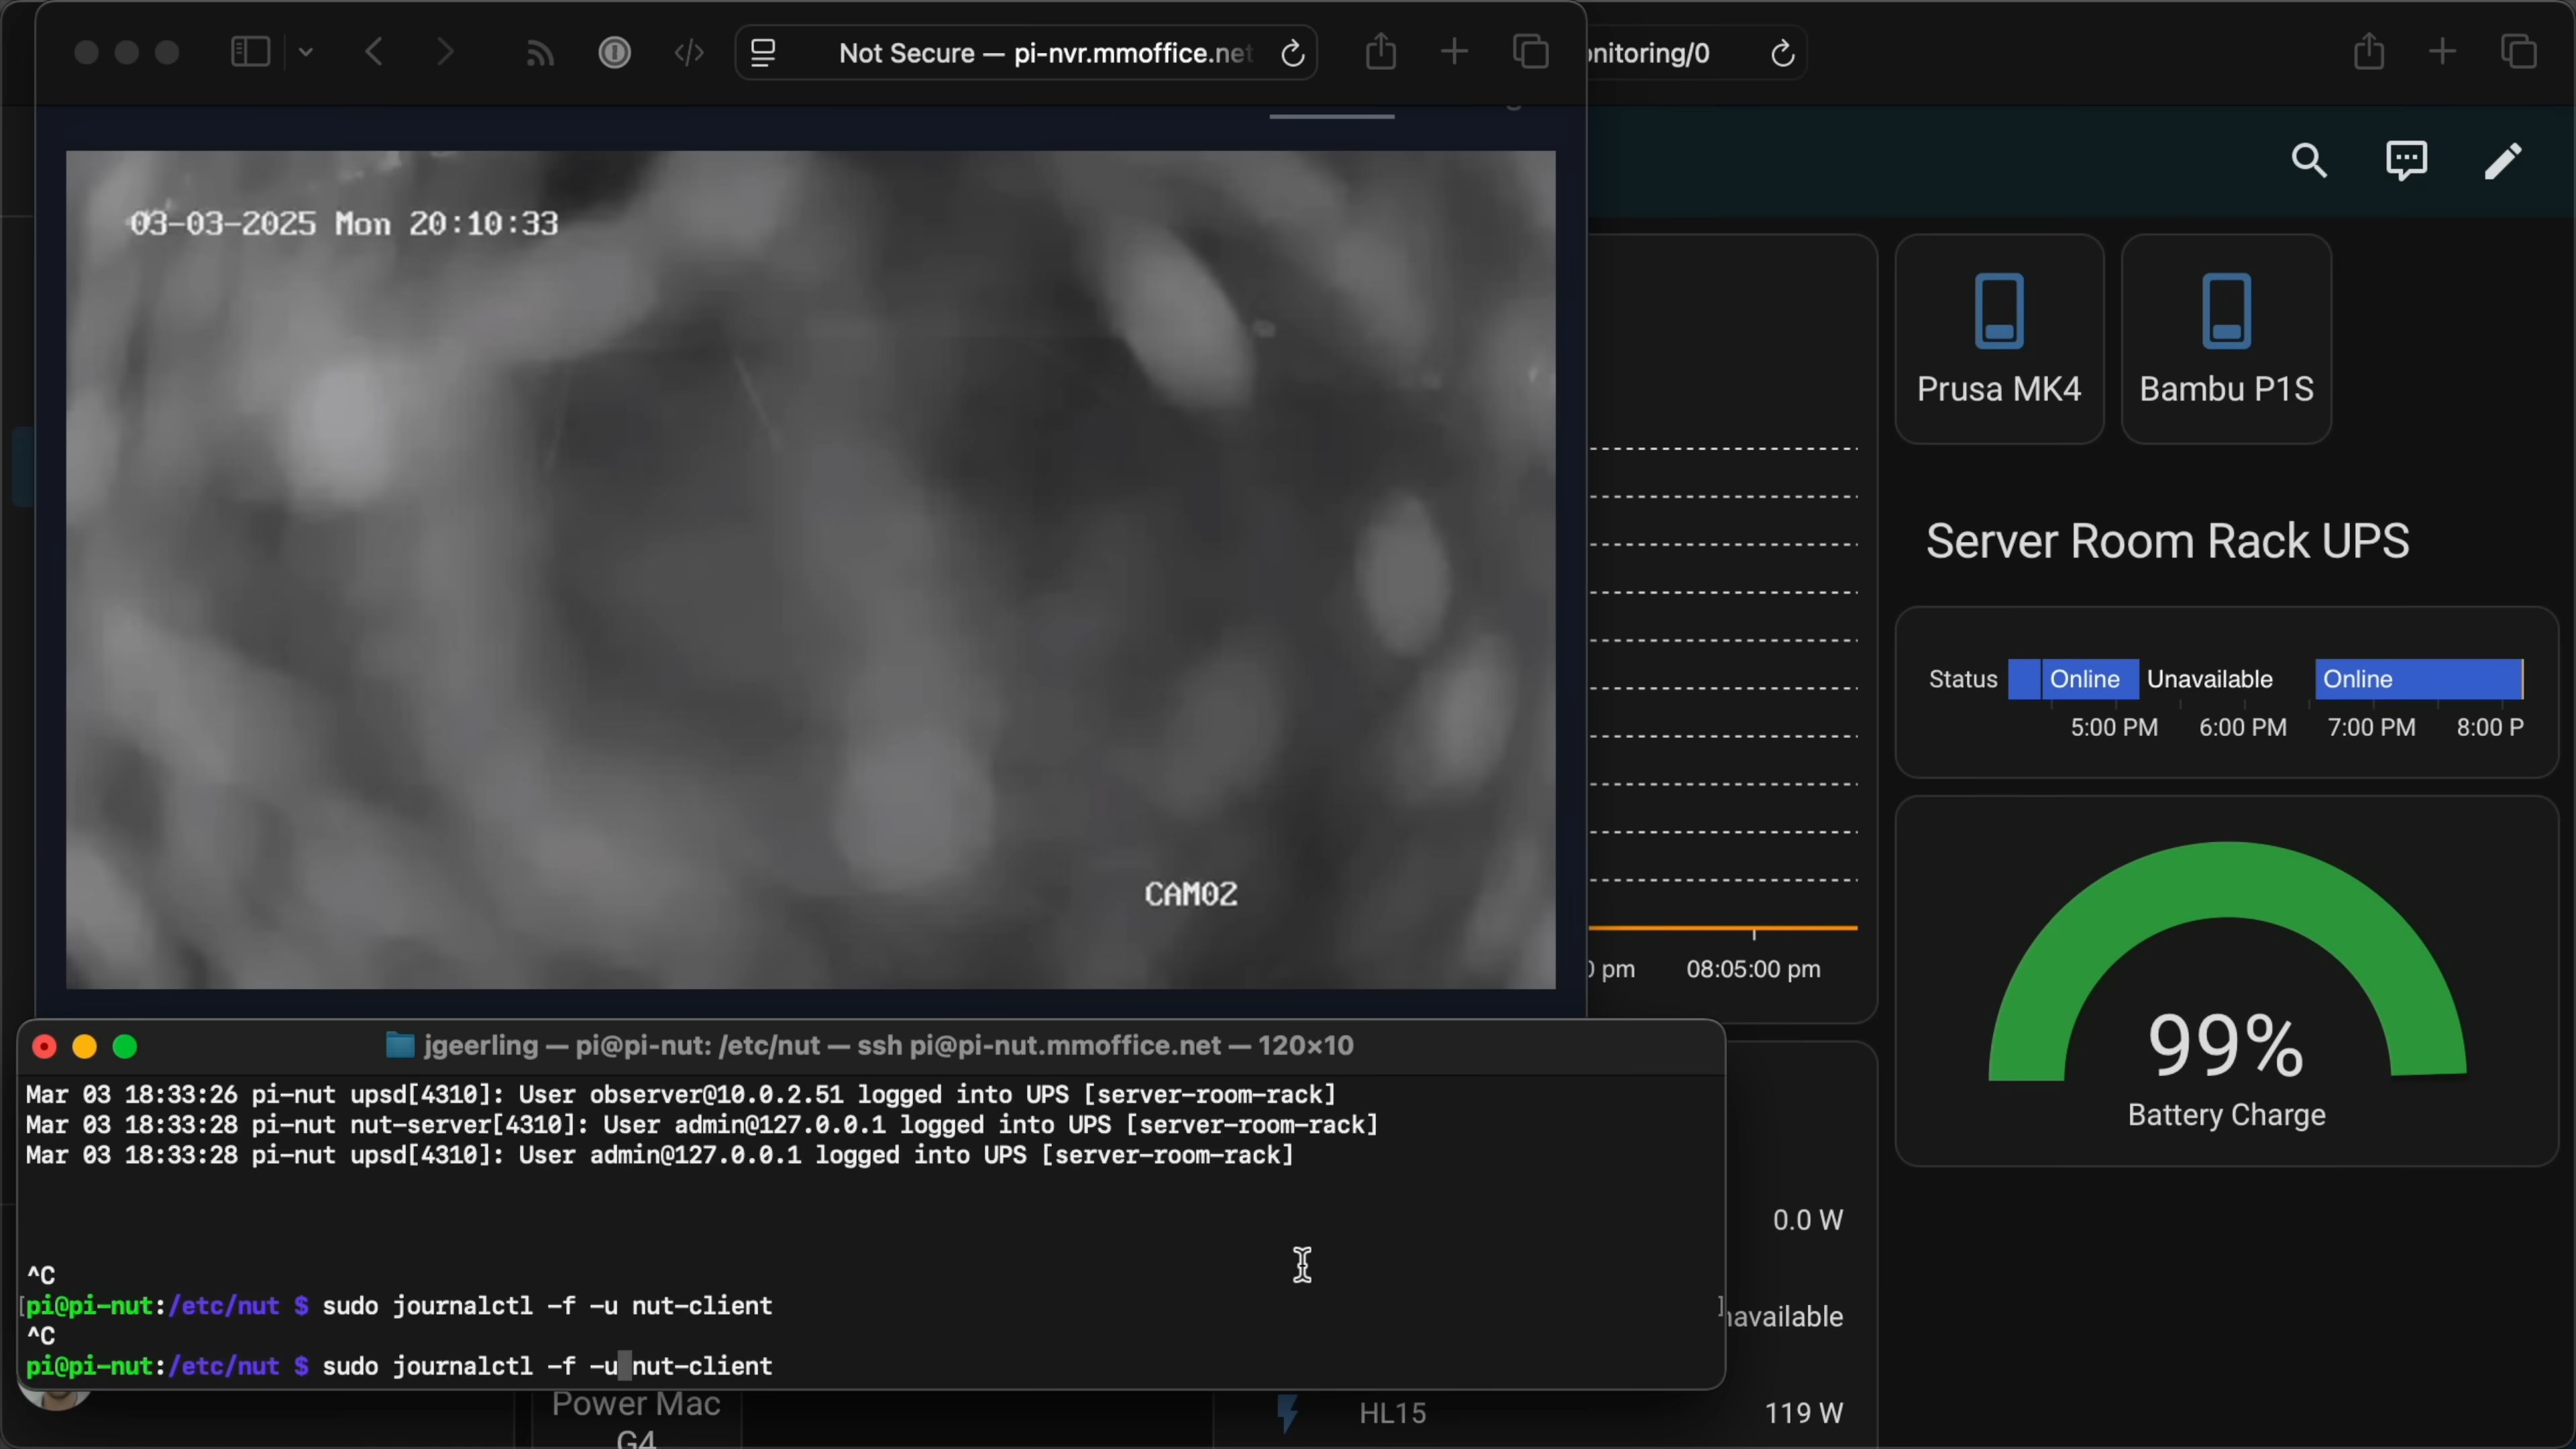 Not Secure — pi-nvr.mmoffice.net
onitoring/0
03-03-2025 Mon 20:10:33
CAM02
Prusa MK4
Bambu P1S
Server Room Rack UPS
Status
Online
Unavailable
Online
5:00 PM
6:00 PM
7:00 PM
8:00 P
0 pm
08:05:00 pm
99%
Battery Charge
jgeerling — pi@pi-nut: /etc/nut — ssh pi@pi-nut.mmoffice.net — 120×10
Mar 03 18:33:26 pi-nut upsd[4310]: User observer@10.0.2.51 logged into UPS [server-room-rack]
Mar 03 18:33:28 pi-nut nut-server[4310]: User admin@127.0.0.1 logged into UPS [server-room-rack]
Mar 03 18:33:28 pi-nut upsd[4310]: User admin@127.0.0.1 logged into UPS [server-room-rack]
^C
[pi@pi-nut:/etc/nut $ sudo journalctl -f -u nut-client ]
^C
pi@pi-nut:/etc/nut $ sudo journalctl -f -u nut-client
0.0 W
navailable
Power Mac
G4
HL15
119 W